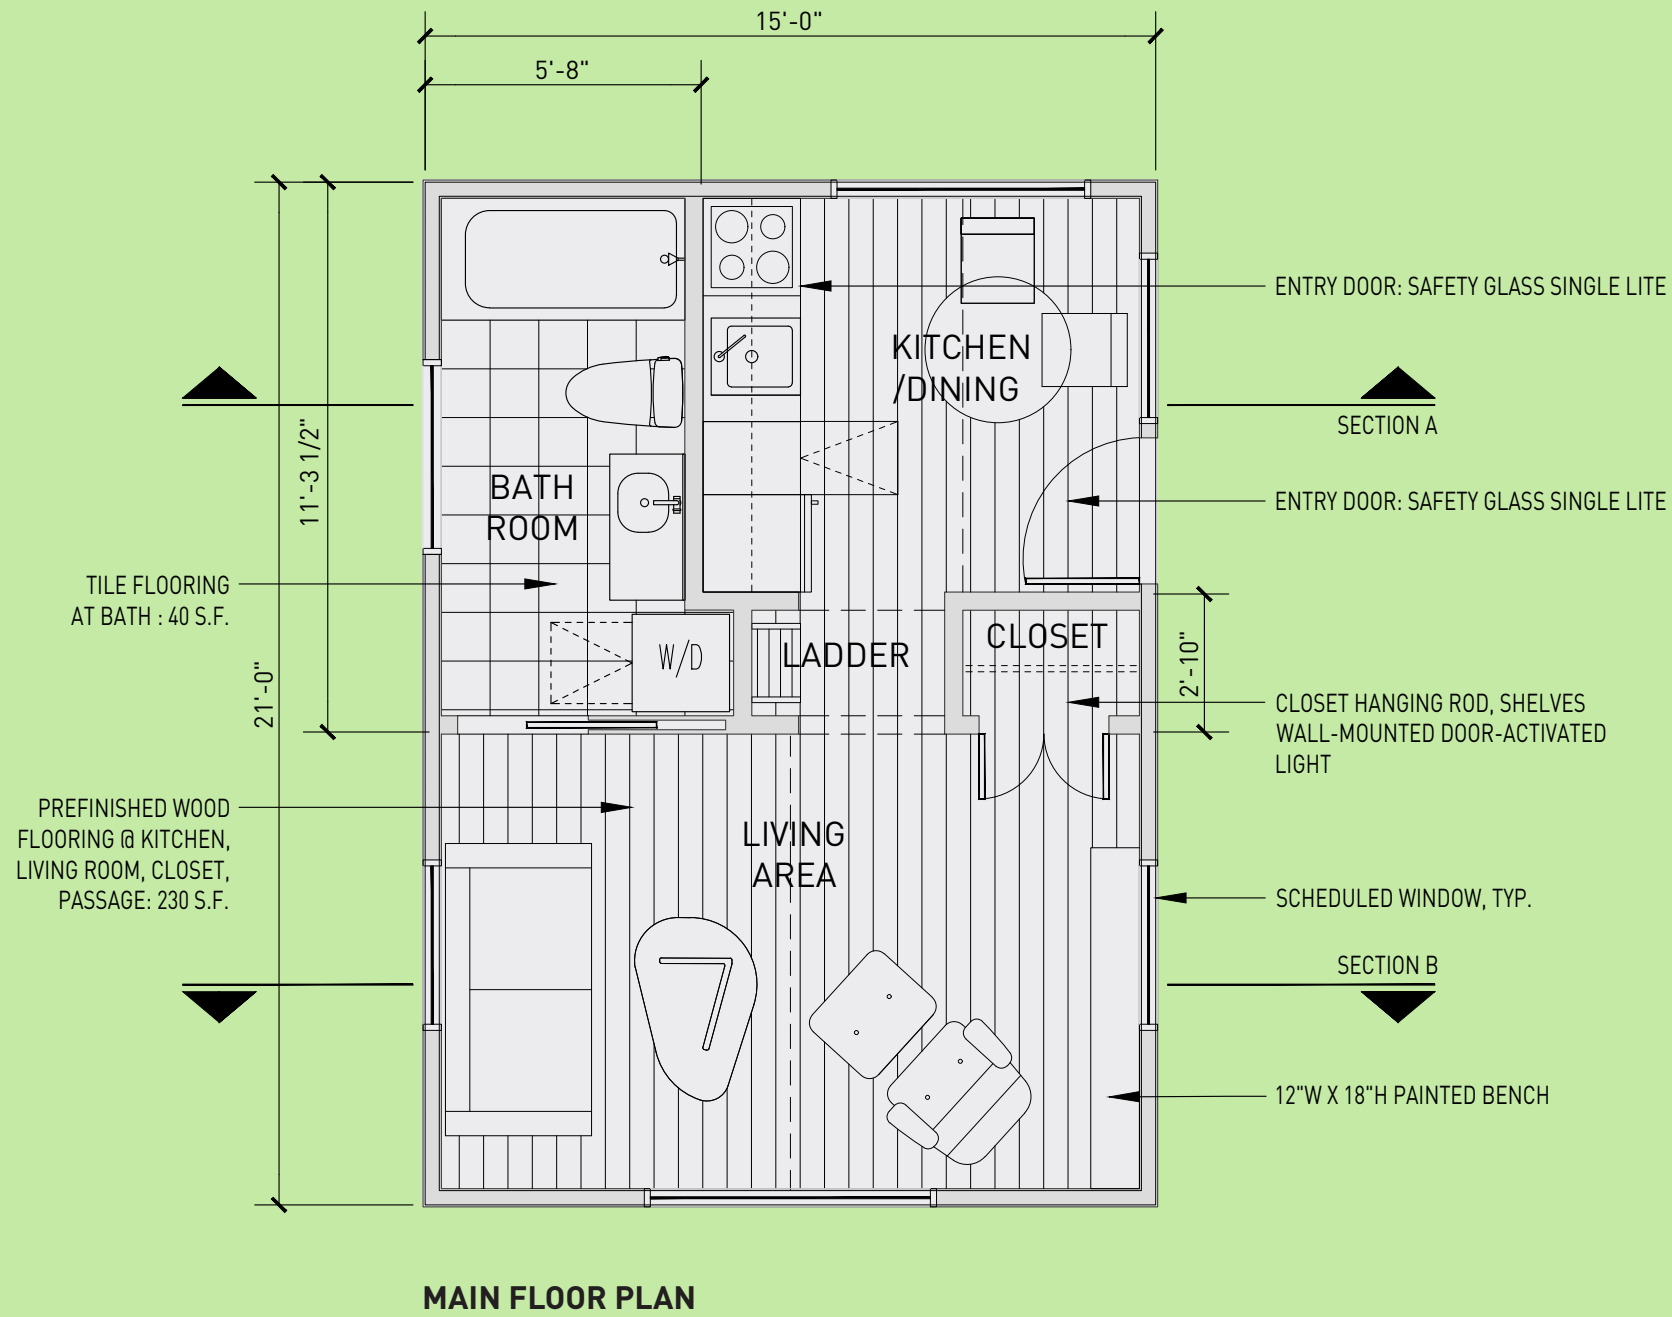 15'-0"
5'-8"
ENTRY DOOR: SAFETY GLASS SINGLE LITE
KITCHEN
/DINING
SECTION A
11'-3 1/2"
BATH
ROOM
ENTRY DOOR: SAFETY GLASS SINGLE LITE
TILE FLOORING
AT BATH : 40 S.F.
21'-0"
W/D
LADDER
CLOSET
2'-10"
CLOSET HANGING ROD, SHELVES
WALL-MOUNTED DOOR-ACTIVATED
LIGHT
PREFINISHED WOOD
FLOORING @ KITCHEN,
LIVING ROOM, CLOSET,
PASSAGE: 230 S.F.
LIVING
AREA
SCHEDULED WINDOW, TYP.
SECTION B
12"W X 18"H PAINTED BENCH
MAIN FLOOR PLAN